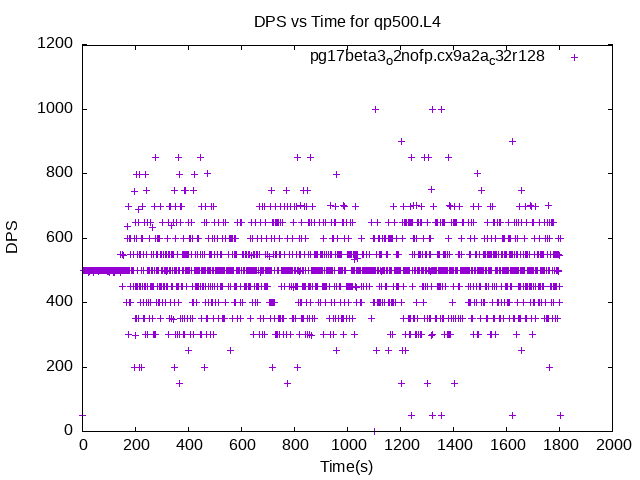 DPS vs Time for qp500.L4
pg17beta3o2nofp.cx9a2ac32r128
1200
1000
800
600
400
200
0
DPS
0 200 400 600 800 1000 1200 1400 1600 1800 2000
Time(s)